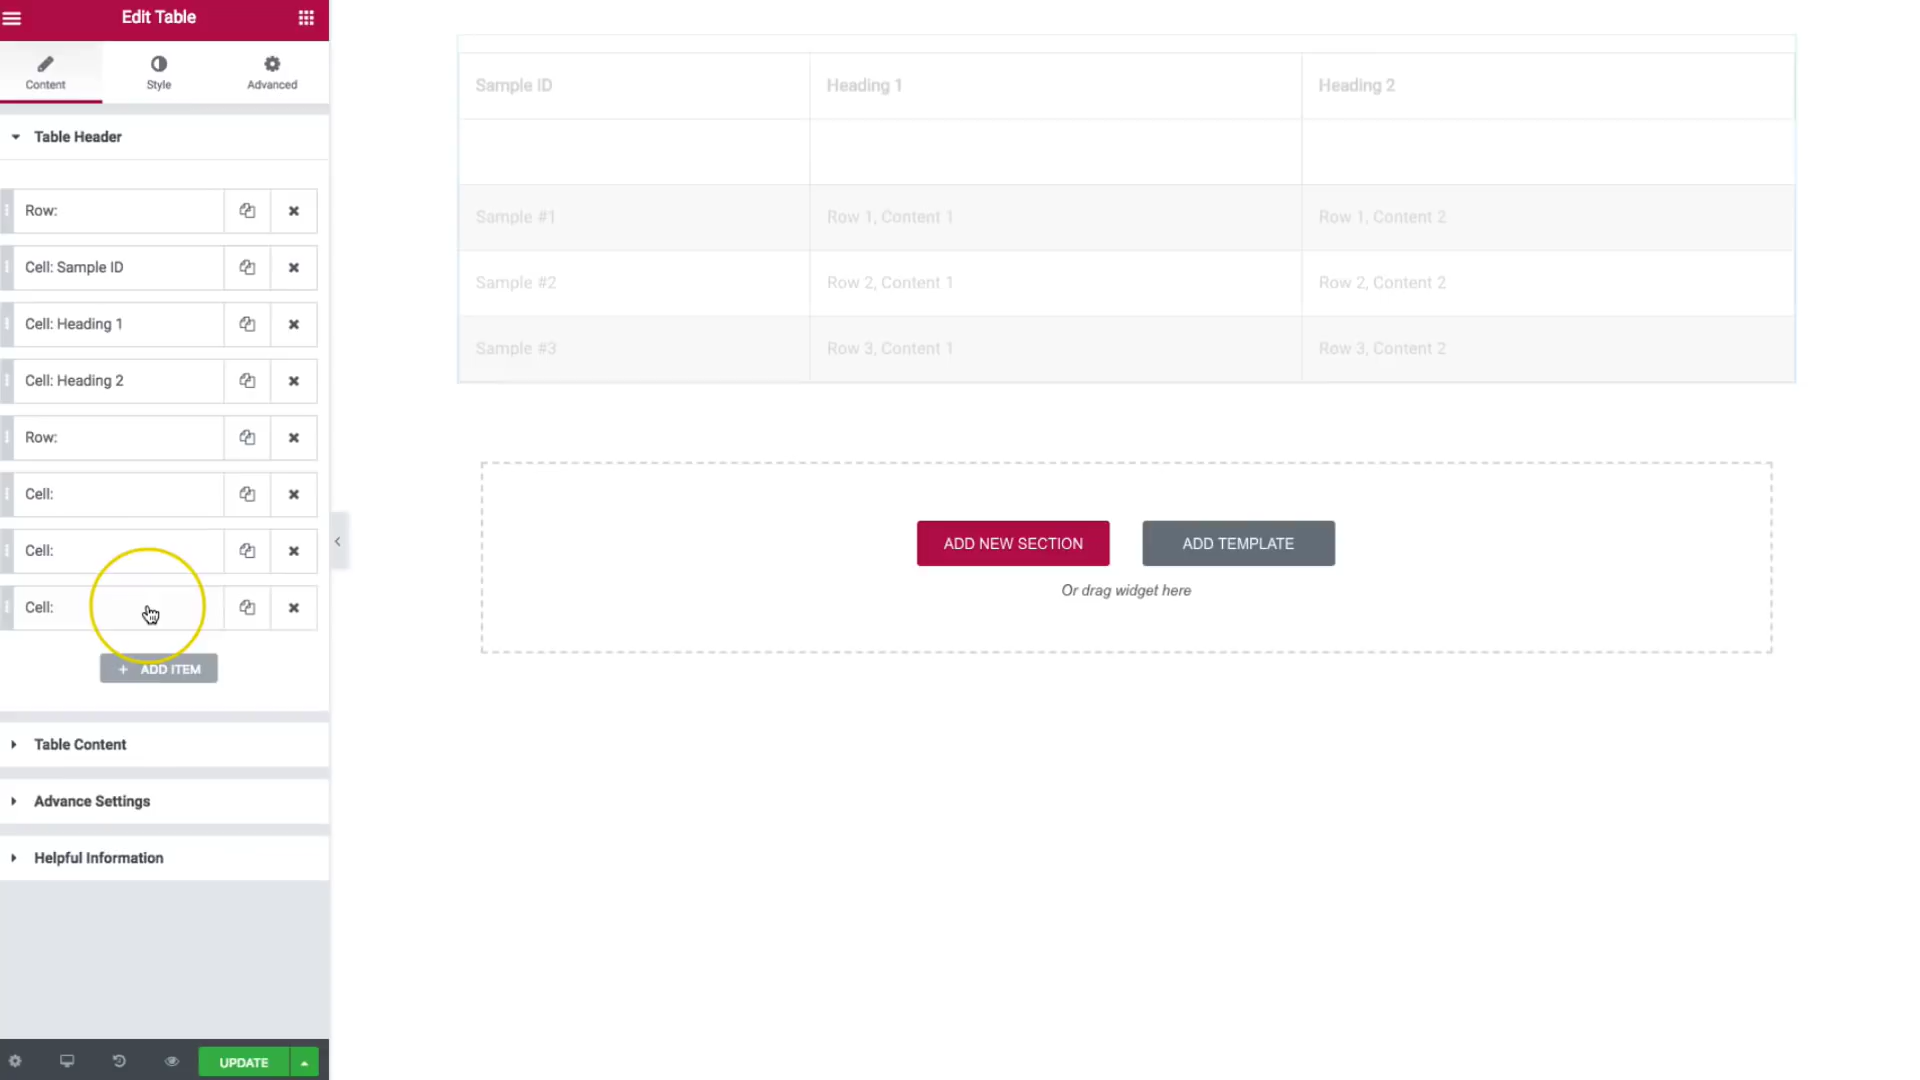 Edit Table
Content
Style
Advanced
Table Header
Row:
Cell: Sample ID
Cell: Heading 1
Cell: Heading 2
Row:
Cell:
Cell:
Cell:
+ ADD ITEM
Table Content
Advance Settings
Helpful Information
UPDATE
Sample ID Heading 1 Heading 2
Sample #1 Row 1, Content 1 Row 1, Content 2
Sample #2 Row 2, Content 1 Row 2, Content 2
Sample #3 Row 3, Content 1 Row 3, Content 2
ADD NEW SECTION
ADD TEMPLATE
Or drag widget here